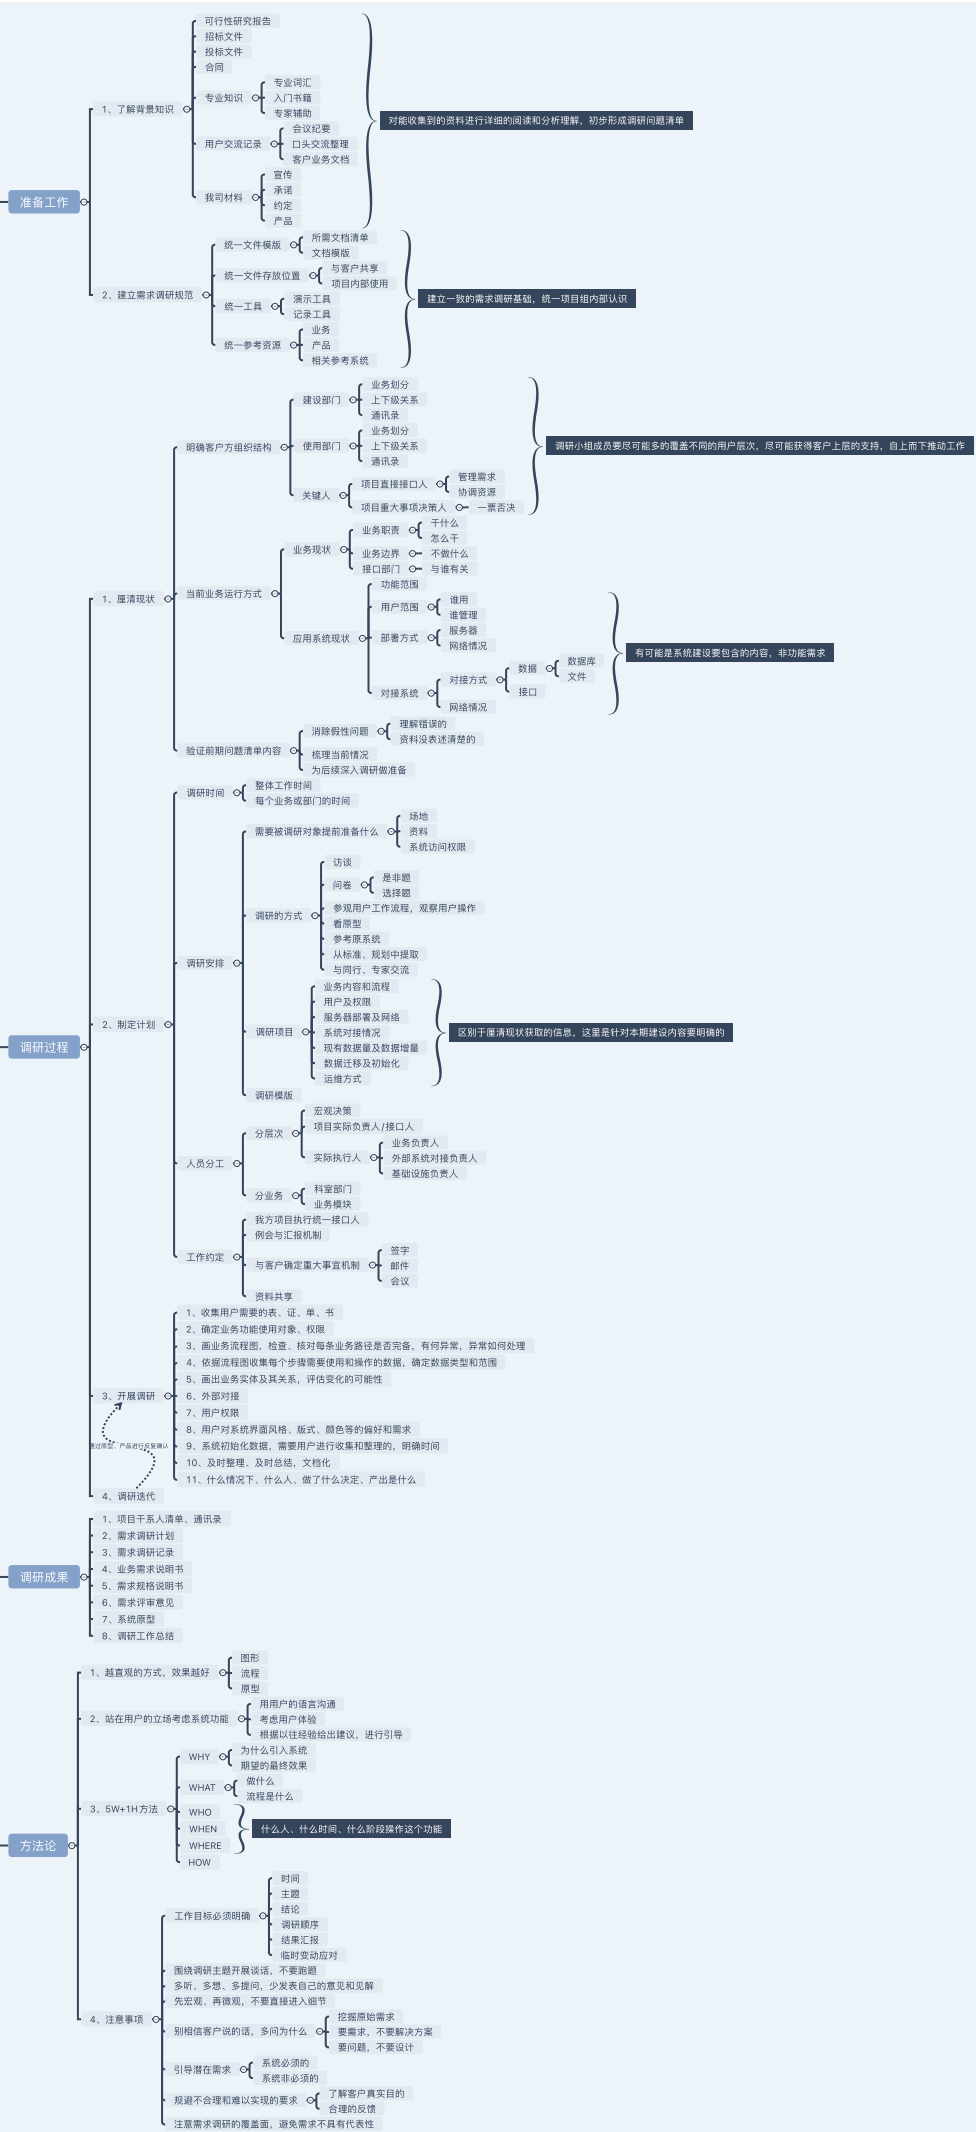 准备工作
1、了解背景知识
可行性研究报告
招标文件
投标文件
合同
专业知识
专业词汇
入门书籍
专家辅助
用户交流记录
会议纪要
口头交流整理
客户业务文档
我司材料
宣传
承诺
约定
产品
对能收集到的资料进行详细的阅读和分析理解，初步形成调研问题清单
2、建立需求调研规范
统一文件模版
所需文档清单
文档模版
统一文件存放位置
与客户共享
项目内部使用
统一工具
演示工具
记录工具
统一参考资源
业务
产品
相关参考系统
建立一致的需求调研基础，统一项目组内部认识
调研过程
1、厘清现状
明确客户方组织结构
建设部门
业务划分
上下级关系
通讯录
使用部门
业务划分
上下级关系
通讯录
关键人
项目直接接口人
管理需求
协调资源
项目重大事项决策人
一票否决
调研小组成员要尽可能多的覆盖不同的用户层次，尽可能获得客户上层的支持，自上而下推动工作
当前业务运行方式
业务现状
业务职责
干什么
怎么干
业务边界
不做什么
接口部门
与谁有关
应用系统现状
功能范围
用户范围
谁用
谁管理
部署方式
服务器
网络情况
对接系统
对接方式
数据
数据库
文件
接口
网络情况
有可能是系统建设要包含的内容，非功能需求
验证前期问题清单内容
消除假性问题
理解错误的
资料没表述清楚的
梳理当前情况
为后续深入调研做准备
2、制定计划
调研时间
整体工作时间
每个业务或部门的时间
调研安排
需要被调研对象提前准备什么
场地
资料
系统访问权限
调研的方式
访谈
问卷
是非题
选择题
参观用户工作流程，观察用户操作
看原型
参考原系统
从标准、规划中提取
与同行、专家交流
调研项目
业务内容和流程
用户及权限
服务器部署及网络
系统对接情况
现有数据量及数据增量
数据迁移及初始化
运维方式
区别于厘清现状获取的信息，这里是针对本期建设内容要明确的
调研模版
人员分工
分层次
宏观决策
项目实际负责人/接口人
实际执行人
业务负责人
外部系统对接负责人
基础设施负责人
分业务
科室部门
业务模块
工作约定
我方项目执行统一接口人
例会与汇报机制
与客户确定重大事宜机制
签字
邮件
会议
资料共享
3、开展调研
1、收集用户需要的表、证、单、书
2、确定业务功能使用对象、权限
3、画业务流程图，检查、核对每条业务路径是否完备，有何异常，异常如何处理
4、依据流程图收集每个步骤需要使用和操作的数据，确定数据类型和范围
5、画出业务实体及其关系，评估变化的可能性
6、外部对接
7、用户权限
8、用户对系统界面风格、版式、颜色等的偏好和需求
9、系统初始化数据，需要用户进行收集和整理的，明确时间
10、及时整理、及时总结，文档化
11、什么情况下、什么人、做了什么决定、产出是什么
通过原型、产品进行反复确认
4、调研迭代
调研成果
1、项目干系人清单、通讯录
2、需求调研计划
3、需求调研记录
4、业务需求说明书
5、需求规格说明书
6、需求评审意见
7、系统原型
8、调研工作总结
方法论
1、越直观的方式，效果越好
图形
流程
原型
2、站在用户的立场考虑系统功能
用用户的语言沟通
考虑用户体验
根据以往经验给出建议，进行引导
3、5W+1H方法
WHY
为什么引入系统
期望的最终效果
WHAT
做什么
流程是什么
WHO
WHEN
WHERE
什么人、什么时间、什么阶段操作这个功能
HOW
4、注意事项
工作目标必须明确
时间
主题
结论
调研顺序
结果汇报
临时变动应对
围绕调研主题开展谈话，不要跑题
多听、多想、多提问，少发表自己的意见和见解
先宏观、再微观，不要直接进入细节
别相信客户说的话，多问为什么
挖掘原始需求
要需求，不要解决方案
要问题，不要设计
引导潜在需求
系统必须的
系统非必须的
规避不合理和难以实现的要求
了解客户真实目的
合理的反馈
注意需求调研的覆盖面，避免需求不具有代表性